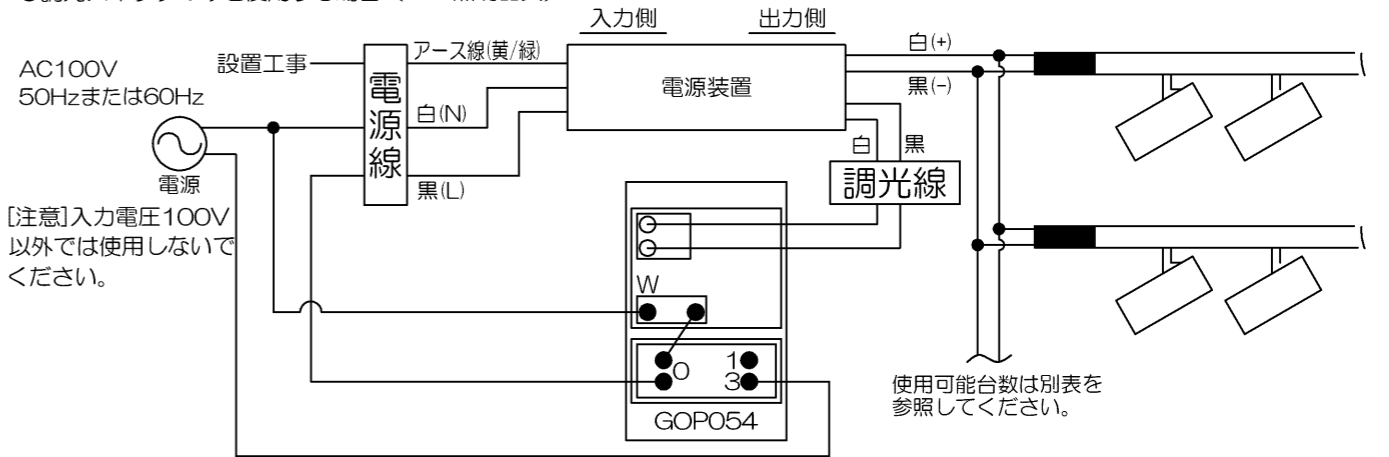 入力側
出力側
AC100V
50Hzまたは60Hz
設置工事
アース線(黄/緑)
電源線
白(N)
黒(L)
電源装置
白(+)
黒(-)
白
黒
調光線
電源
[注意]入力電圧100V
以外では使用しないで
ください。
W
0
1
3
GOP054
使用可能台数は別表を
参照してください。